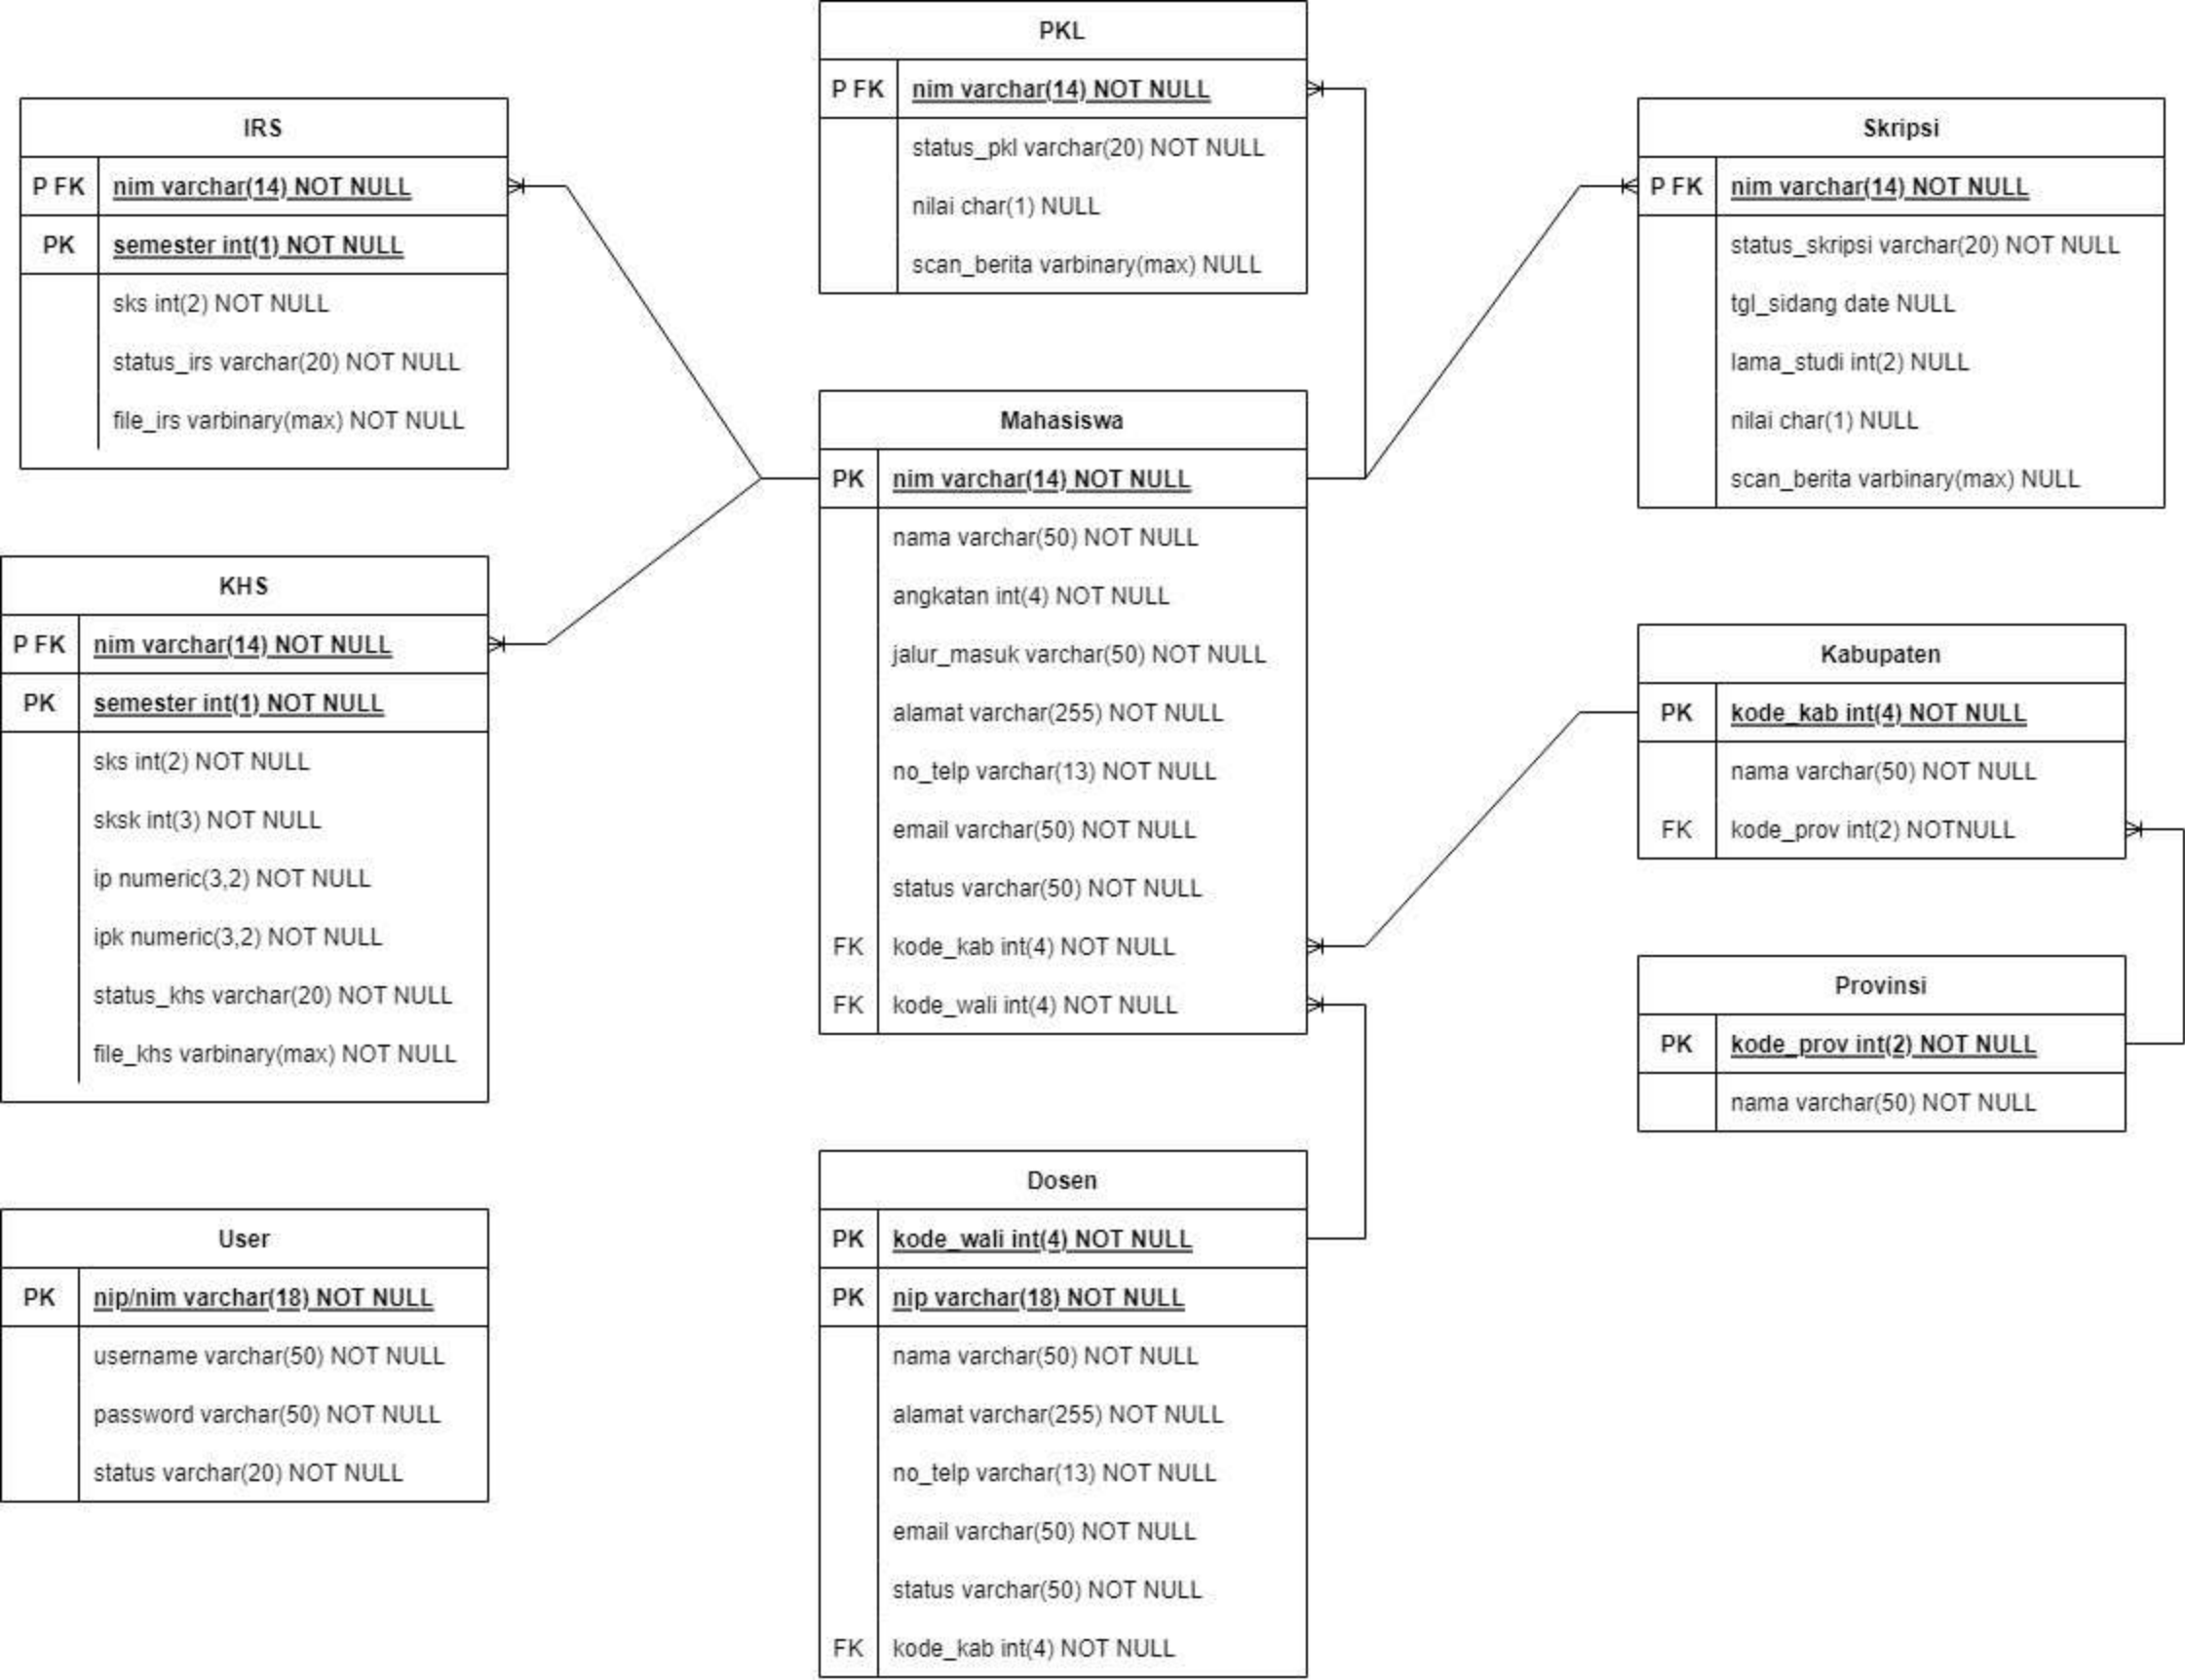 PKL
P FK nim varchar(14) NOT NULL
status_pkl varchar(20) NOT NULL
nilai char(1) NULL
scan_berita varbinary(max) NULL
IRS
P FK nim varchar(14) NOT NULL
PK semester int(1) NOT NULL
sks int(2) NOT NULL
status_irs varchar(20) NOT NULL
file_irs varbinary(max) NOT NULL
Skripsi
P FK nim varchar(14) NOT NULL
status_skripsi varchar(20) NOT NULL
tgl_sidang date NULL
lama_studi int(2) NULL
nilai char(1) NULL
scan_berita varbinary(max) NULL
Mahasiswa
PK nim varchar(14) NOT NULL
nama varchar(50) NOT NULL
angkatan int(4) NOT NULL
jalur_masuk varchar(50) NOT NULL
alamat varchar(255) NOT NULL
no_telp varchar(13) NOT NULL
email varchar(50) NOT NULL
status varchar(50) NOT NULL
FK kode_kab int(4) NOT NULL
FK kode_wali int(4) NOT NULL
KHS
P FK nim varchar(14) NOT NULL
PK semester int(1) NOT NULL
sks int(2) NOT NULL
sksk int(3) NOT NULL
ip numeric(3,2) NOT NULL
ipk numeric(3,2) NOT NULL
status_khs varchar(20) NOT NULL
file_khs varbinary(max) NOT NULL
Kabupaten
PK kode_kab int(4) NOT NULL
nama varchar(50) NOT NULL
FK kode_prov int(2) NOTNULL
Provinsi
PK kode_prov int(2) NOT NULL
nama varchar(50) NOT NULL
Dosen
PK kode_wali int(4) NOT NULL
PK nip varchar(18) NOT NULL
nama varchar(50) NOT NULL
alamat varchar(255) NOT NULL
no_telp varchar(13) NOT NULL
email varchar(50) NOT NULL
status varchar(50) NOT NULL
FK kode_kab int(4) NOT NULL
User
PK nip/nim varchar(18) NOT NULL
username varchar(50) NOT NULL
password varchar(50) NOT NULL
status varchar(20) NOT NULL